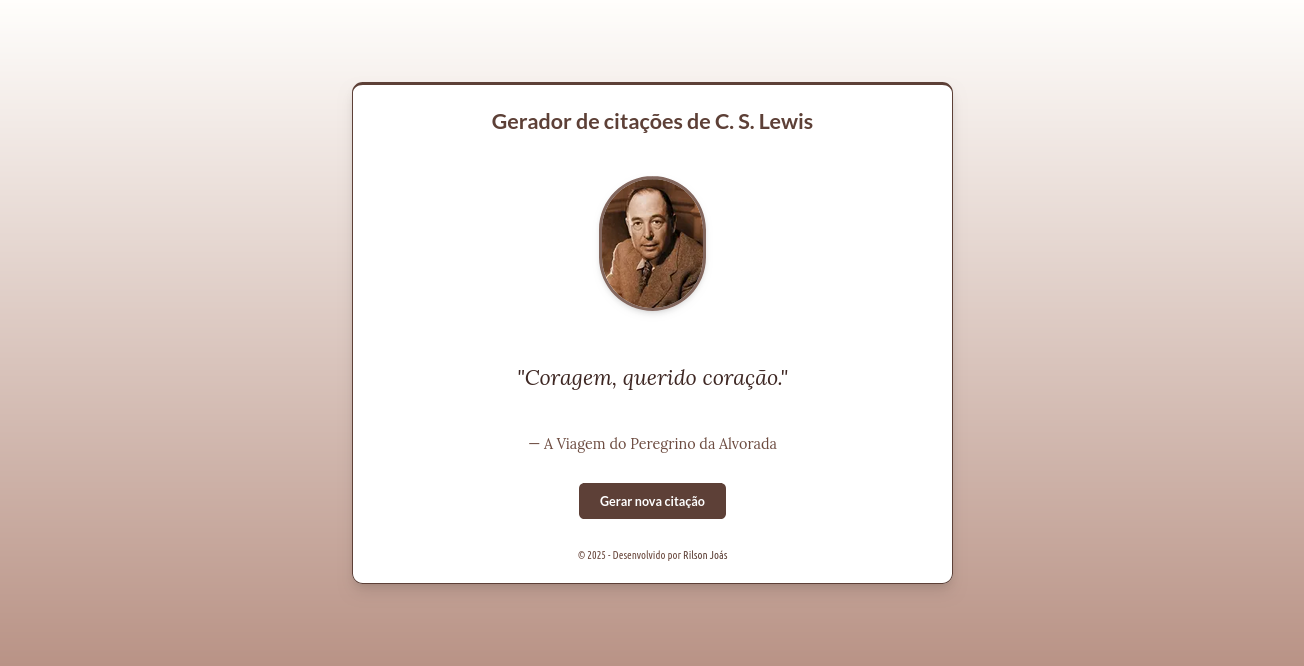 Gerador de citações de C. S. Lewis
"Coragem, querido coração."
— A Viagem do Peregrino da Alvorada
Gerar nova citação
© 2025 - Desenvolvido por Rilson Joás